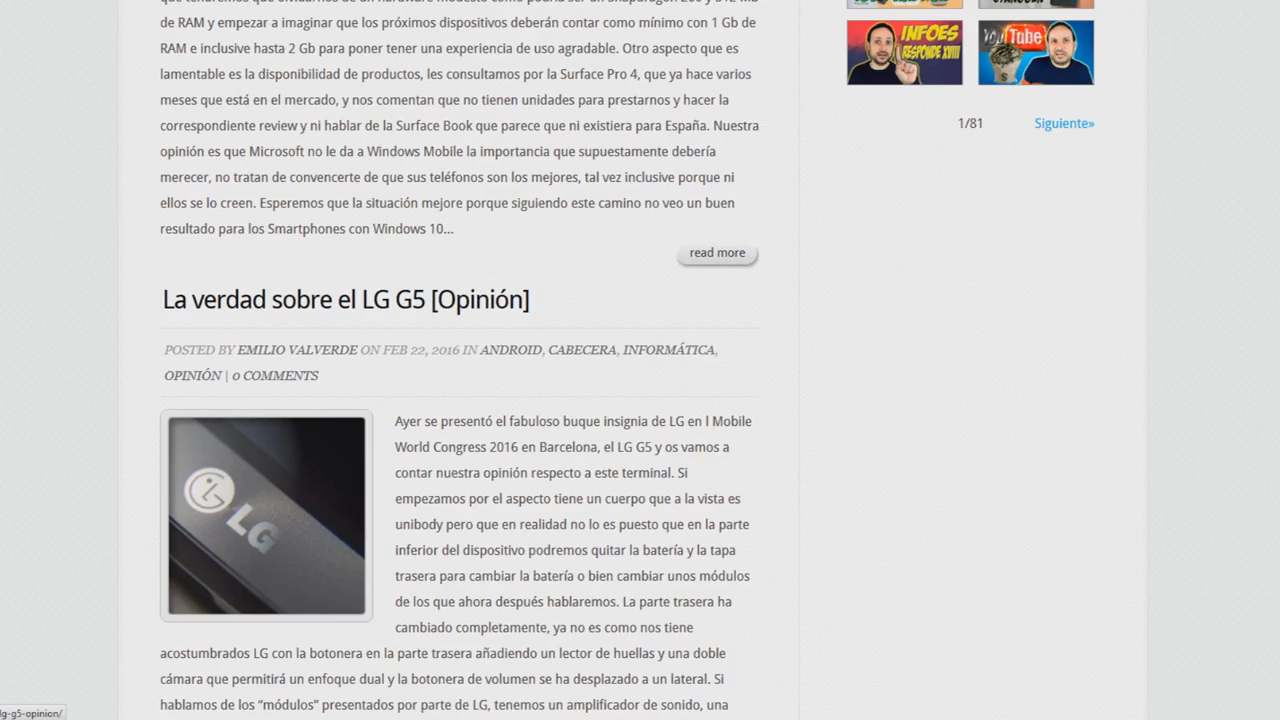 de RAM y empezar a imaginar que los próximos dispositivos deberán contar como mínimo con 1 Gb de
RAM e inclusive hasta 2 Gb para poder tener una experiencia de uso agradable. Otro aspecto que es
lamentable es la disponibilidad de productos, les consultamos por la Surface Pro 4, que ya hace varios
meses que está en el mercado, y nos comentan que no tienen unidades para prestarnos y hacer la
correspondiente review y ni hablar de la Surface Book que parece que ni existiera para España. Nuestra
opinión es que Microsoft no le da a Windows Mobile la importancia que supuestamente debería
merecer, no tratan de convencerte de que sus teléfonos son los mejores, tal vez inclusive porque ni
ellos se lo creen. Esperemos que la situación mejore porque siguiendo este camino no veo un buen
resultado para los Smartphones con Windows 10...
read more
La verdad sobre el LG G5 [Opinión]
POSTED BY EMILIO VALVERDE ON FEB 22, 2016 IN ANDROID, CABECERA, INFORMÁTICA,
OPINIÓN | 0 COMMENTS
LG
Ayer se presentó el fabuloso buque insignia de LG en l Mobile
World Congress 2016 en Barcelona, el LG G5 y os vamos a
contar nuestra opinión respecto a este terminal. Si
empezamos por el aspecto tiene un cuerpo que a la vista es
unibody pero que en realidad no lo es puesto que en la parte
inferior del dispositivo podremos quitar la batería y la tapa
trasera para cambiar la batería o bien cambiar unos módulos
de los que ahora después hablaremos. La parte trasera ha
cambiado completamente, ya no es como nos tiene
acostumbrados LG con la botonera en la parte trasera añadiendo un lector de huellas y una doble
cámara que permitirá un enfoque dual y la botonera de volumen se ha desplazado a un lateral. Si
hablamos de los “módulos” presentados por parte de LG, tenemos un amplificador de sonido, una
INFOES
RESPONDE XVIII
YouTube
1/81
Siguiente»
lg-g5-opinion/